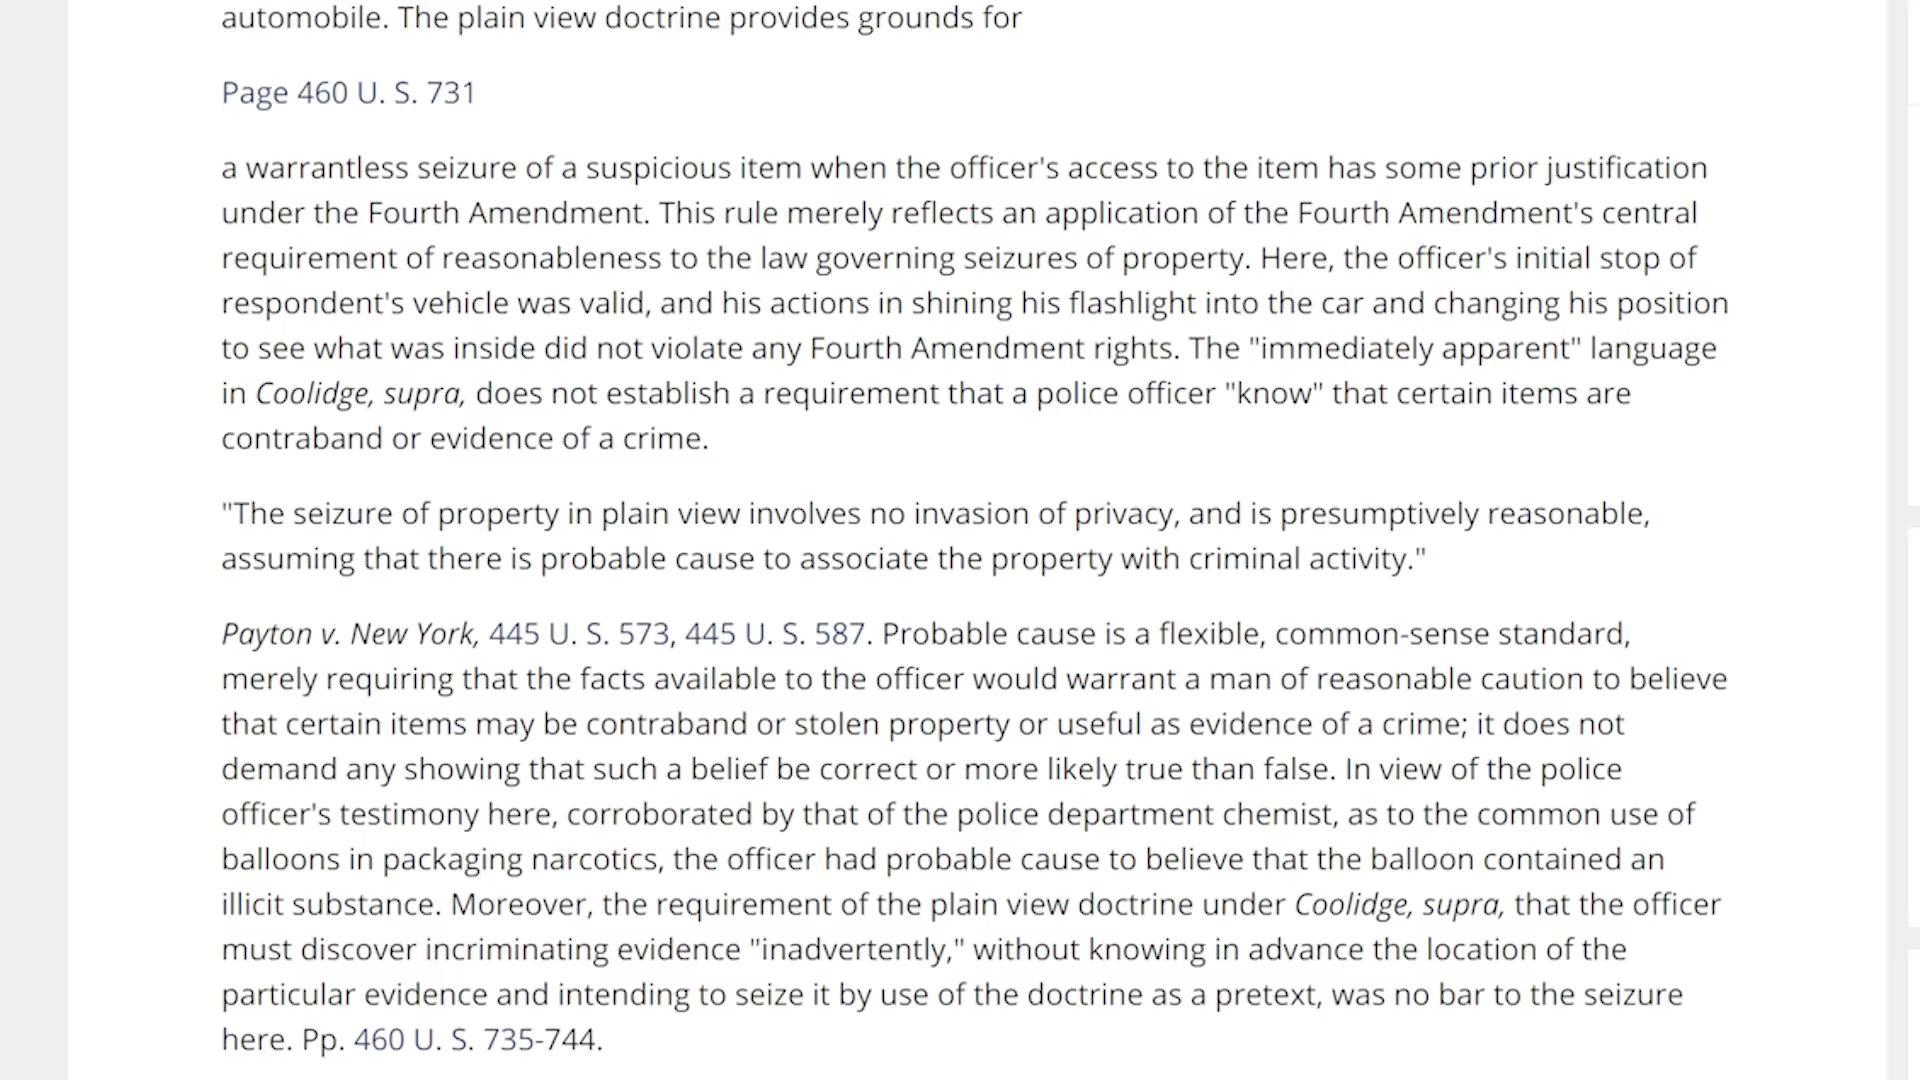 automobile. The plain view doctrine provides grounds for
Page 460 U. S. 731
a warrantless seizure of a suspicious item when the officer's access to the item has some prior justification
under the Fourth Amendment. This rule merely reflects an application of the Fourth Amendment's central
requirement of reasonableness to the law governing seizures of property. Here, the officer's initial stop of
respondent's vehicle was valid, and his actions in shining his flashlight into the car and changing his position
to see what was inside did not violate any Fourth Amendment rights. The "immediately apparent" language
in Coolidge, supra, does not establish a requirement that a police officer "know" that certain items are
contraband or evidence of a crime.
"The seizure of property in plain view involves no invasion of privacy, and is presumptively reasonable,
assuming that there is probable cause to associate the property with criminal activity."
Payton v. New York, 445 U. S. 573, 445 U. S. 587. Probable cause is a flexible, common-sense standard,
merely requiring that the facts available to the officer would warrant a man of reasonable caution to believe
that certain items may be contraband or stolen property or useful as evidence of a crime; it does not
demand any showing that such a belief be correct or more likely true than false. In view of the police
officer's testimony here, corroborated by that of the police department chemist, as to the common use of
balloons in packaging narcotics, the officer had probable cause to believe that the balloon contained an
illicit substance. Moreover, the requirement of the plain view doctrine under Coolidge, supra, that the officer
must discover incriminating evidence "inadvertently," without knowing in advance the location of the
particular evidence and intending to seize it by use of the doctrine as a pretext, was no bar to the seizure
here. Pp. 460 U. S. 735-744.